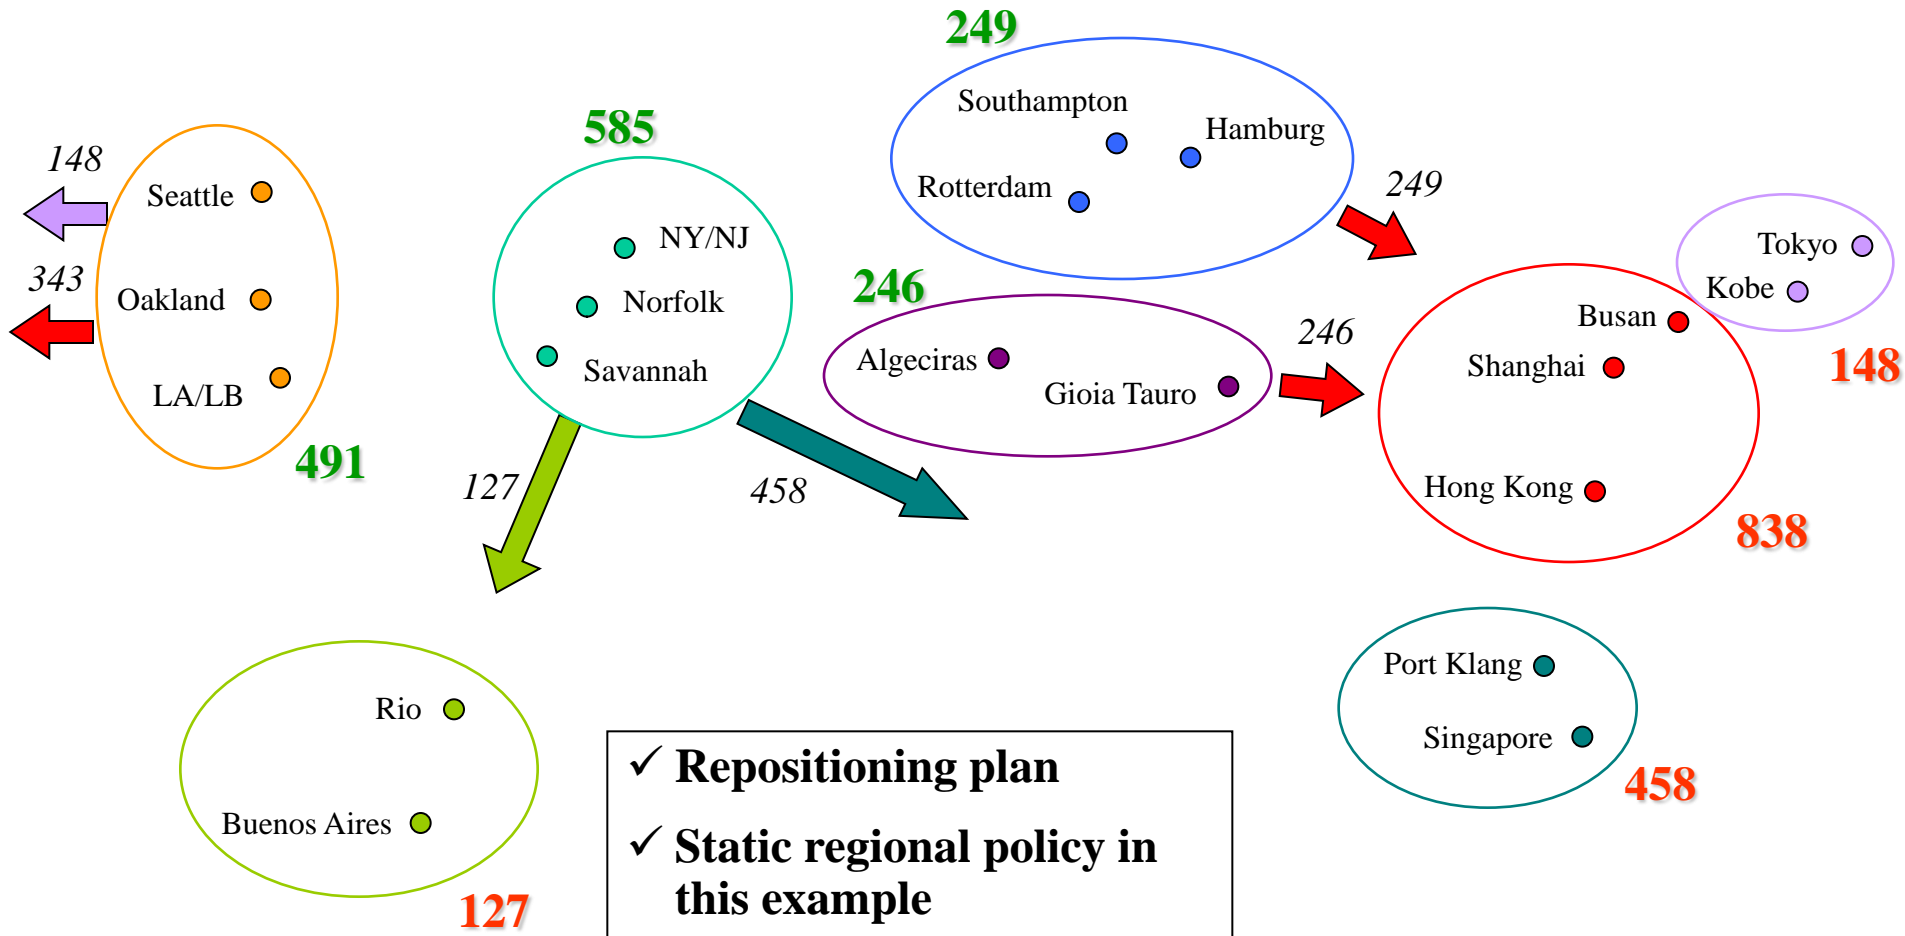 249
Southampton
Hamburg
Rotterdam
249
585
148
Seattle
343
Oakland
LA/LB
491
NY/NJ
Norfolk
Savannah
246
Algeciras
Gioia Tauro
246
Tokyo
Kobe
148
Busan
Shanghai
Hong Kong
838
127
458
Port Klang
Singapore
458
Rio
Buenos Aires
127
✓ Repositioning plan
✓ Static regional policy in
this example